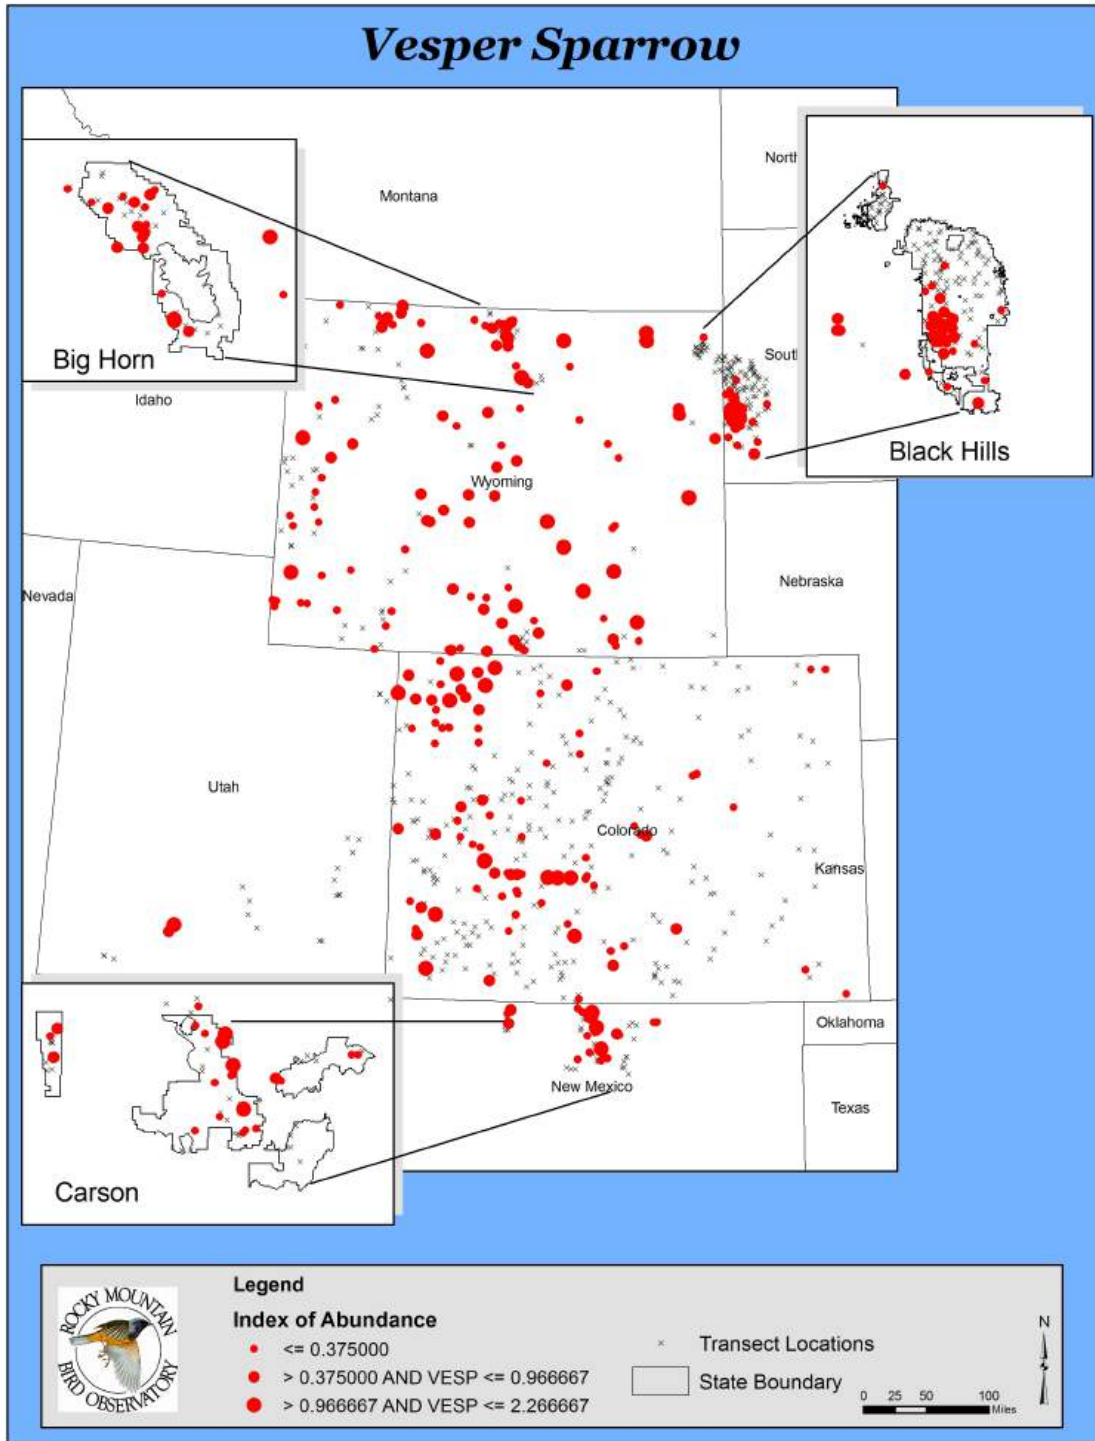 Vesper Sparrow
Montana
North
Big Horn
Idaho
South
Black Hills
Wyoming
Nevada
Nebraska
Utah
Colorado
Kansas
Oklahoma
New Mexico
Texas
Carson
Legend
Index of Abundance
<= 0.375000
> 0.375000 AND VESP <= 0.966667
> 0.966667 AND VESP <= 2.266667
× Transect Locations
State Boundary
N
0 25 50 100
Miles
ROCKY MOUNTAIN
BIRD OBSERVATORY